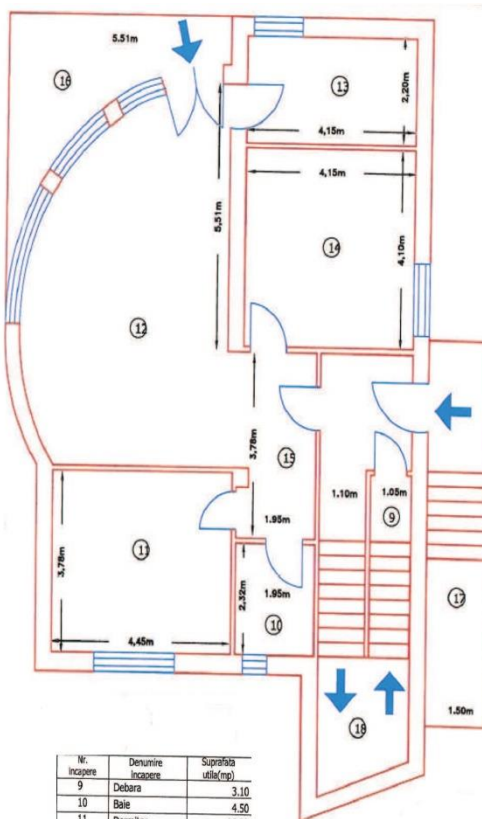 5.51m
16
13
2,20m
4,15m
4,15m
5,51m
14
4,10m
12
3,78m
15
1.10m
1.05m
9
1.95m
11
3,78m
4,45m
2,32m
1.95m
10
17
1.50m
18
Nr. incapere Denumire incapere Suprafata utila(mp)
9 Debara 3.10
10 Baie 4.50
11